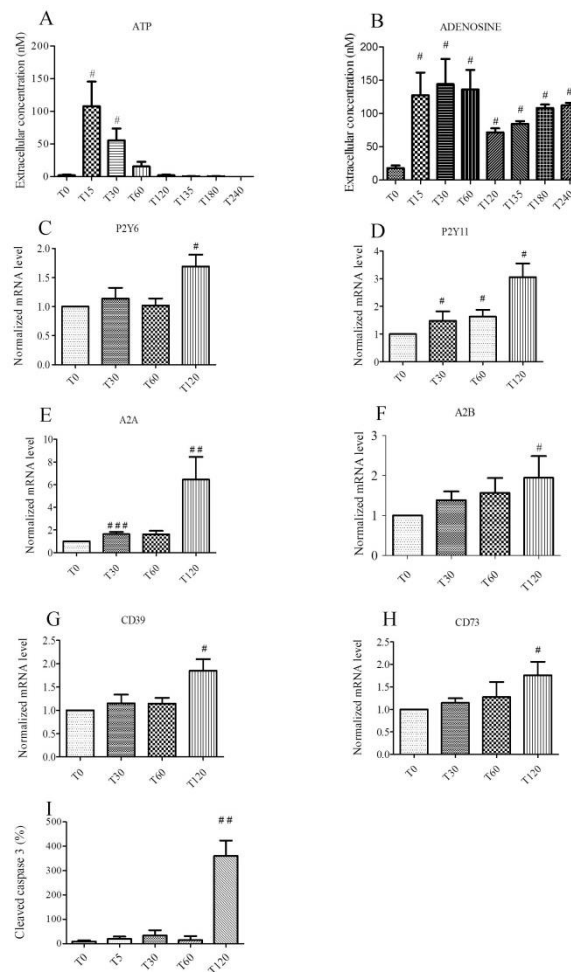 A
ATP
Extracellular concentration (nM)
200
150
100
50
0
#
#
T0
T15
T30
T60
T120
T135
T180
T240
B
ADENOSINE
Extracellular concentration (nM)
200
150
100
50
0
#
#
#
#
#
#
#
T0
T15
T30
T60
T120
T135
T180
T240
C
P2Y6
Normalized mRNA level
2.0
1.5
1.0
0.5
0.0
#
T0
T30
T60
T120
D
P2Y11
Normalized mRNA level
4
3
2
1
0
#
#
#
T0
T30
T60
T120
E
A2A
Normalized mRNA level
10
8
6
4
2
0
###
##
T0
T30
T60
T120
F
A2B
Normalized mRNA level
3
2
1
0
#
T0
T30
T60
T120
G
CD39
Normalized mRNA level
2.5
2.0
1.5
1.0
0.5
0.0
#
T0
T30
T60
T120
H
CD73
Normalized mRNA level
2.5
2.0
1.5
1.0
0.5
0.0
#
T0
T30
T60
T120
I
Cleaved caspase 3 (%)
500
400
300
200
100
0
##
T0
T5
T30
T60
T120